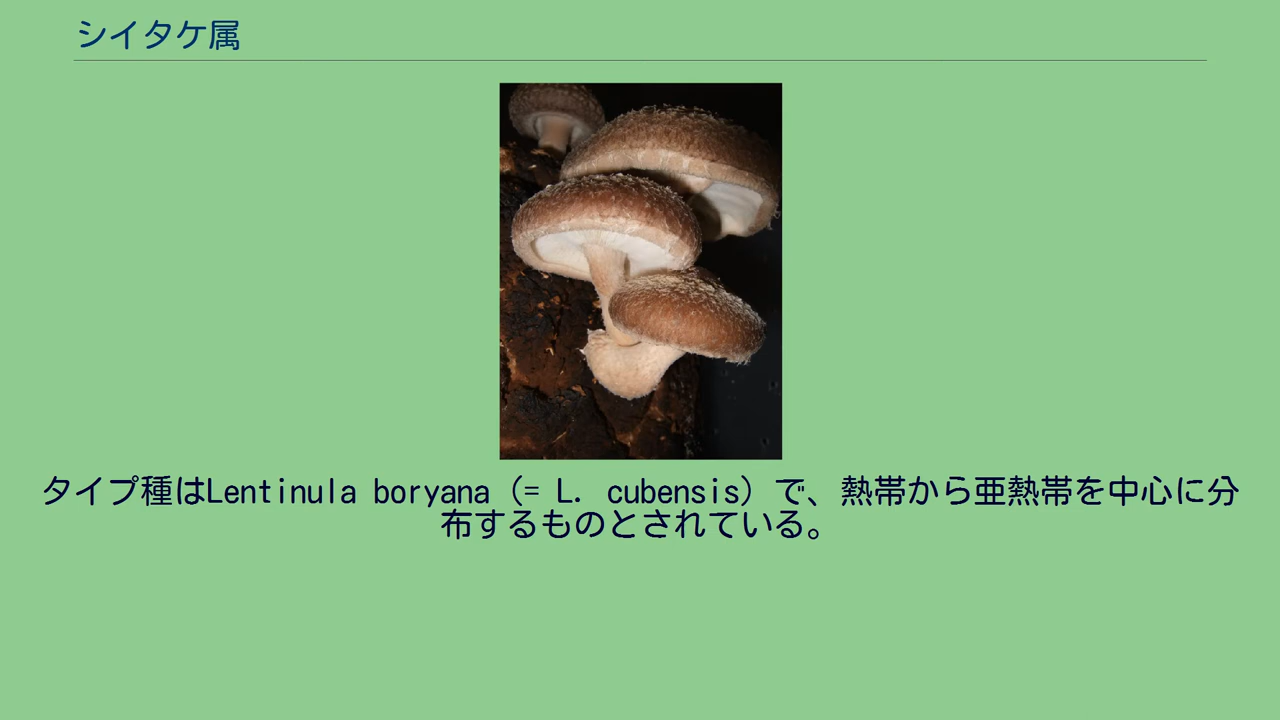 シイタケ属
タイプ種はLentinula boryana（= L. cubensis）で、熱帯から亜熱帯を中心に分
布するものとされている。